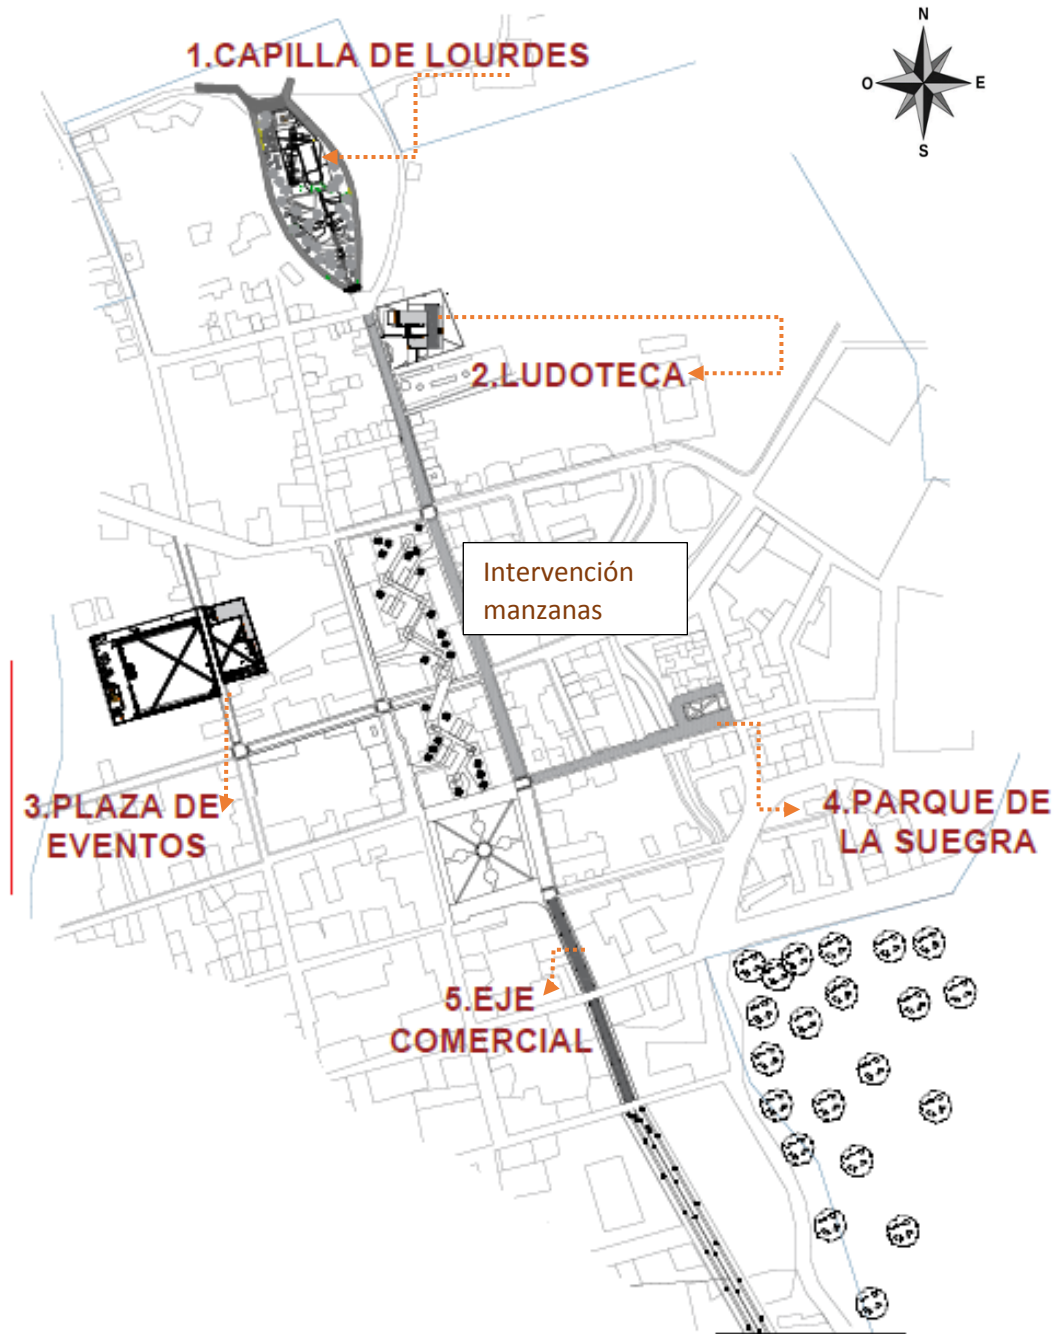 N
1.CAPILLA DE LOURDES
O
E
S
2.LUDOTECA
Intervención
manzanas
3.PLAZA DE
EVENTOS
4.PARQUE DE
LA SUEGRA
5.EJE
COMERCIAL